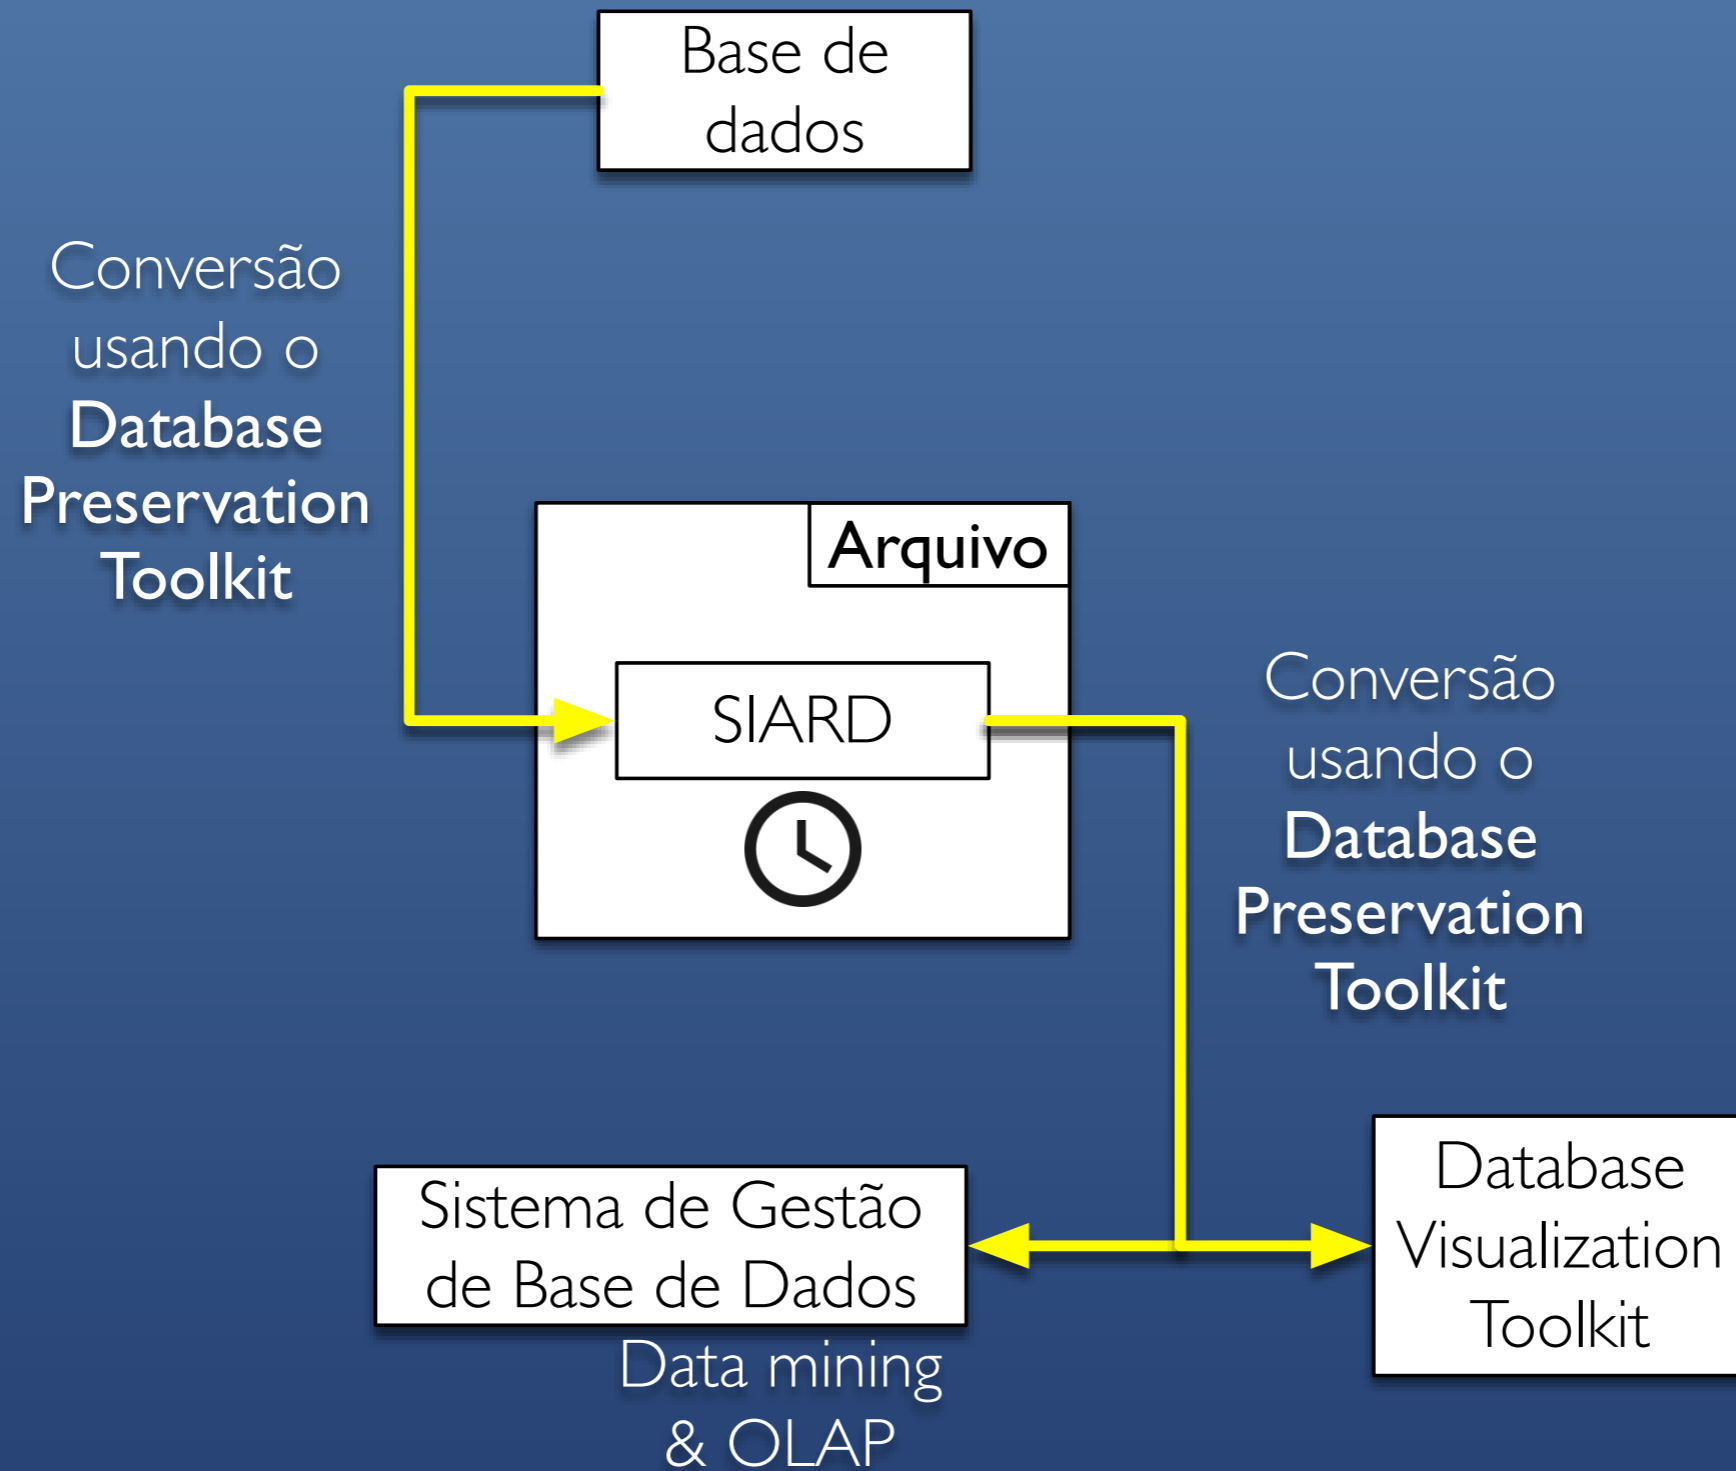 Base de
dados
Conversão
usando o
Database
Preservation
Toolkit
Arquivo
SIARD
Conversão
usando o
Database
Preservation
Toolkit
Sistema de Gestão
de Base de Dados
Data mining
& OLAP
Database
Visualization
Toolkit